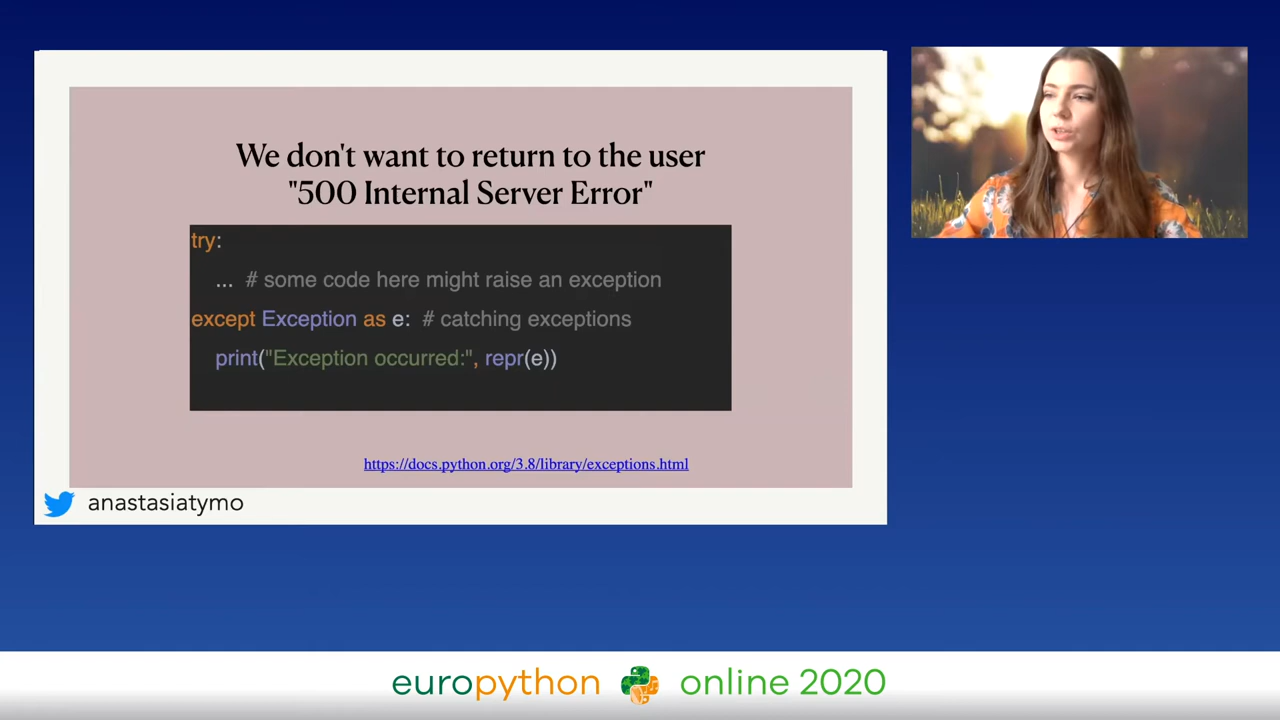 We don't want to return to the user
"500 Internal Server Error"
try:
... # some code here might raise an exception
except Exception as e: # catching exceptions
print("Exception occurred:", repr(e))
https://docs.python.org/3.8/library/exceptions.html
anastasiatymo
europython online 2020